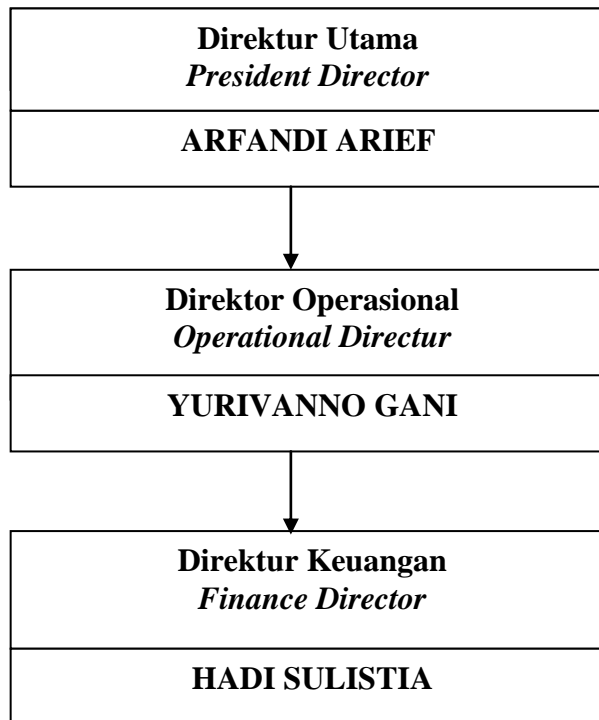 Direktur Utama
President Director
ARFANDI ARIEF
Direktor Operasional
Operational Directur
YURIVANNO GANI
Direktur Keuangan
Finance Director
HADI SULISTIA